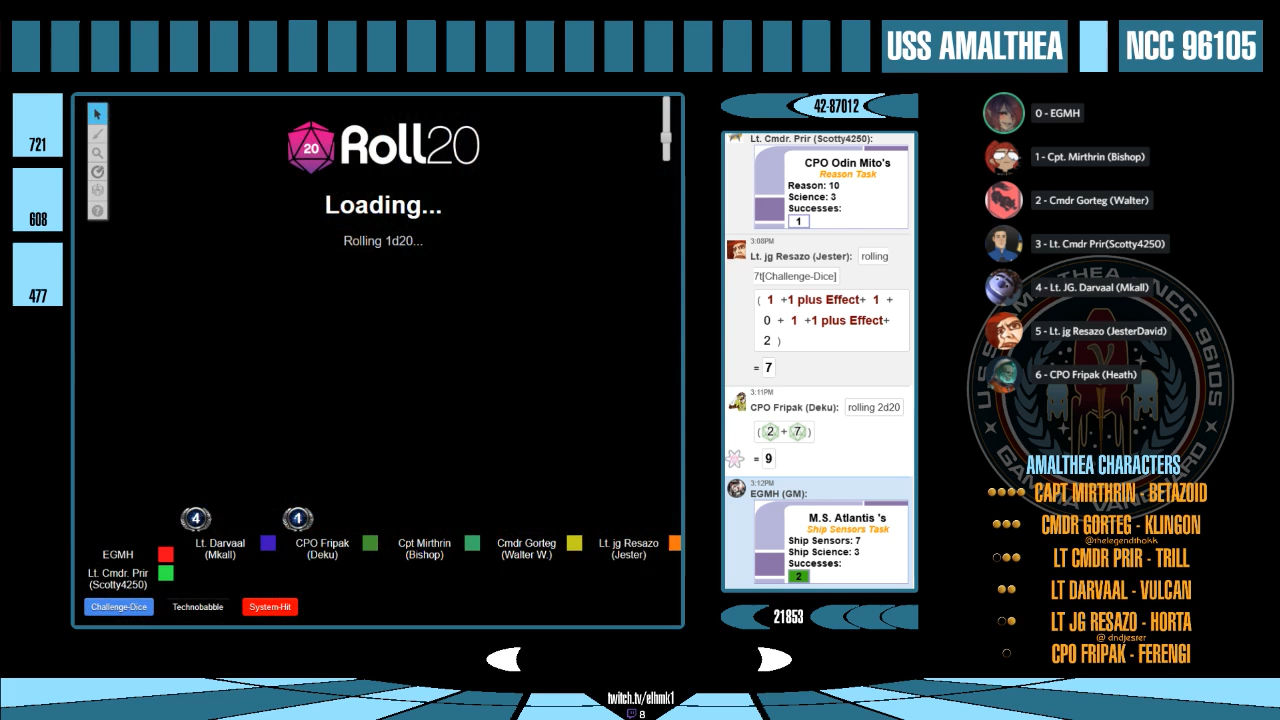 USS AMALTHEA
NCC 96105
721
608
477
20
Roll20
Loading...
Rolling 1d20...
4
4
EGMH
Lt. Darvaal
(Mkall)
CPO Fripak
(Deku)
Cpt Mirthrin
(Bishop)
Cmdr Gorteg
(Walter W.)
Lt. jg Resazo
(Jester)
Lt. Cmdr. Prir
(Scotty4250)
Challenge-Dice
Technobabble
System-Hit
42-87012
Lt. Cmdr. Prir (Scotty4250):
CPO Odin Mito's
Reason Task
Reason: 10
Science: 3
Successes:
1
3:08PM
Lt. jg Resazo (Jester): rolling
7t[Challenge-Dice]
( 1 +1 plus Effect+ 1 +
0 + 1 +1 plus Effect+
2 )
= 7
3:11PM
CPO Fripak (Deku): rolling 2d20
(2+7)
= 9
3:12PM
EGMH (GM):
M.S. Atlantis 's
Ship Sensors Task
Ship Sensors: 7
Ship Science: 3
Successes:
2
21853
0 - EGMH
1 - Cpt. Mirthrin (Bishop)
2 - Cmdr Gorteg (Walter)
3 - Lt. Cmdr Prir(Scotty4250)
4 - Lt. JG. Darvaal (Mkall)
5 - Lt. jg Resazo (JesterDavid)
6 - CPO Fripak (Heath)
USS AMALTHEA NCC 96105
AMALTHEA CHARACTERS
CAPT MIRTHRIN - BETAZOID
CMDR GORTEG - KLINGON
@thelegendthokk
LT CMDR PRIR - TRILL
LT DARVAAL - VULCAN
LT JG RESAZO - HORTA
@dndjester
CPO FRIPAK - FERENGI
twitch.tv/elhmk1
8